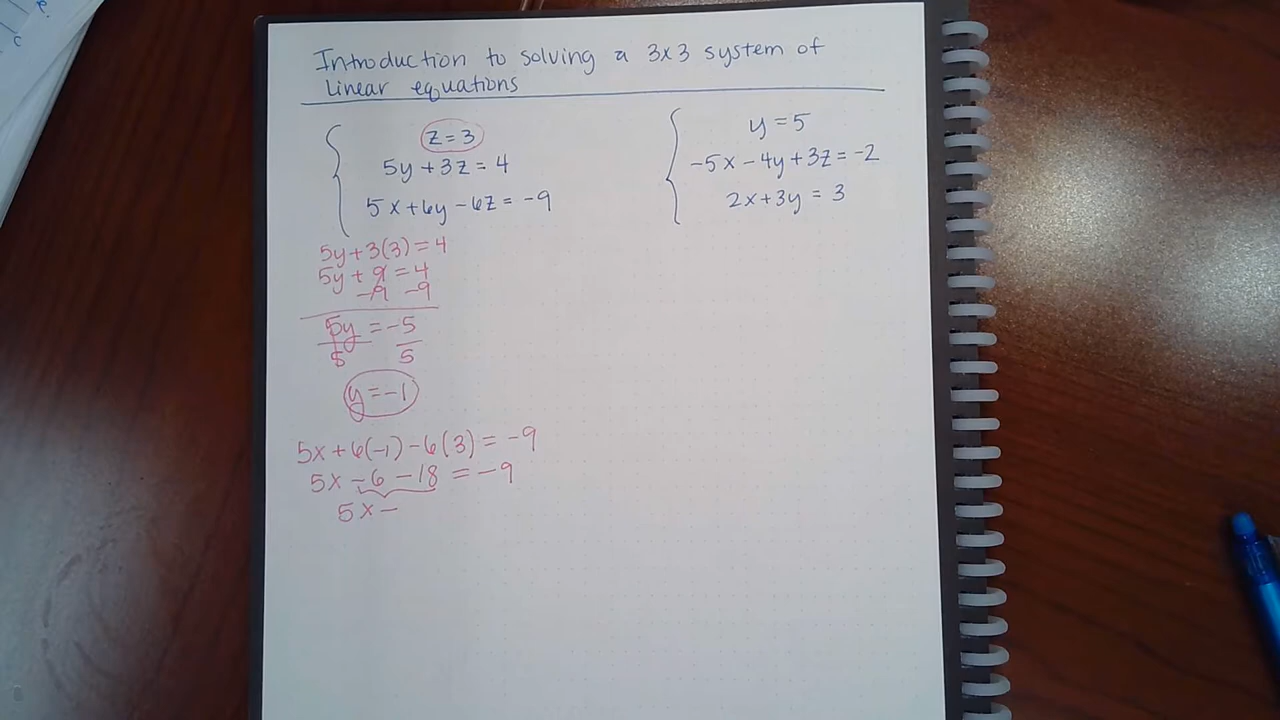 Introduction to solving a 3x3 system of
linear equations
z = 3
5y + 3z = 4
5x + 6y - 6z = -9
5y + 3(3) = 4
5y + 9 = 4
-9 -9
5y = -5
5 5
y = -1
5x + 6(-1) - 6(3) = -9
5x - 6 - 18 = -9
5x -
y = 5
-5x - 4y + 3z = -2
2x + 3y = 3